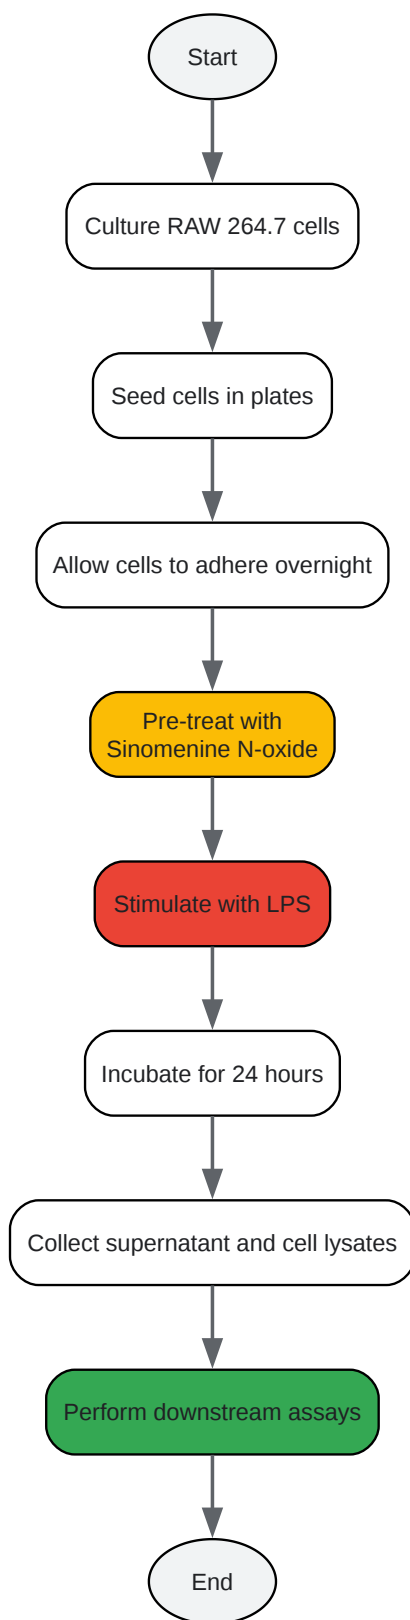 Start
Culture RAW 264.7 cells
Seed cells in plates
Allow cells to adhere overnight
Pre-treat with
Sinomenine N-oxide
Stimulate with LPS
Incubate for 24 hours
Collect supernatant and cell lysates
Perform downstream assays
End